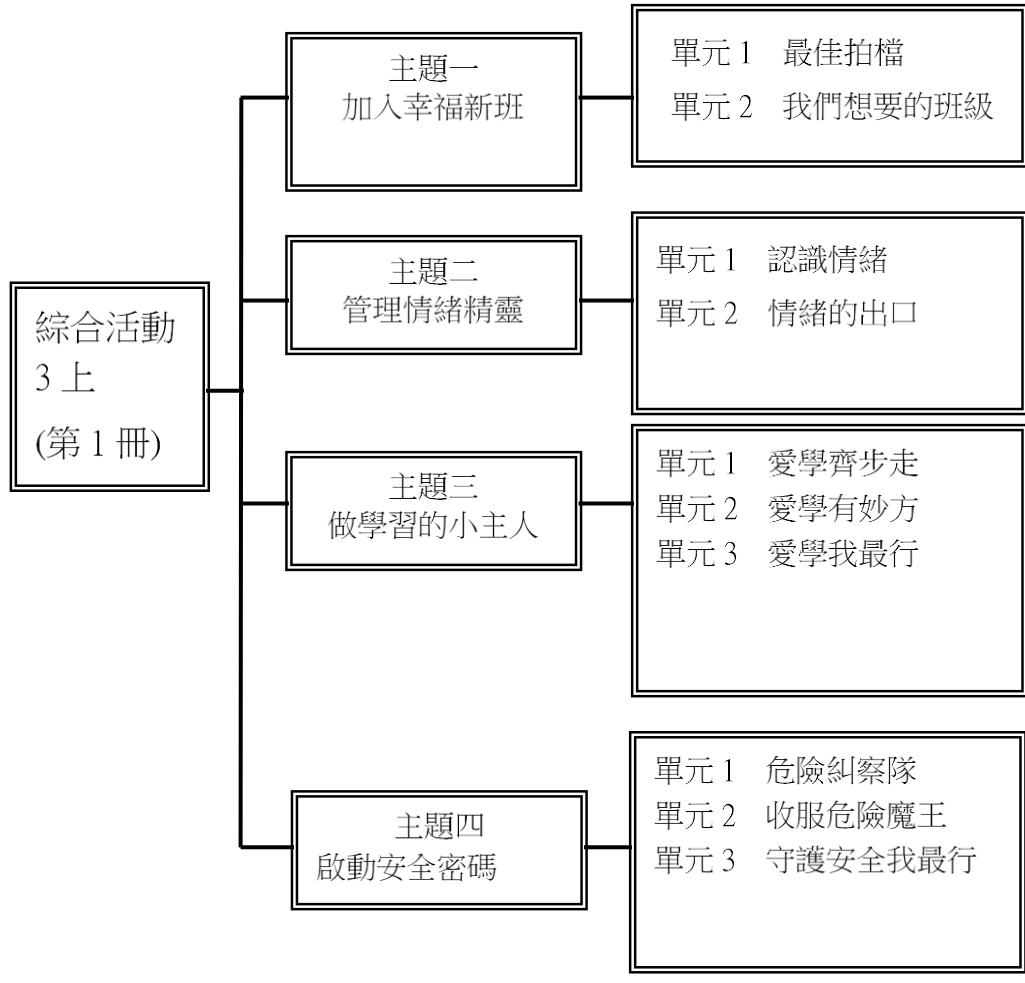 綜合活動
3 上
(第 1 冊)
主題一
加入幸福新班
單元 1 最佳拍檔
單元 2 我們想要的班級
主題二
管理情緒精靈
單元 1 認識情緒
單元 2 情緒的出口
主題三
做學習的小主人
單元 1 愛學齊步走
單元 2 愛學有妙方
單元 3 愛學我最行
主題四
啟動安全密碼
單元 1 危險糾察隊
單元 2 收服危險魔王
單元 3 守護安全我最行